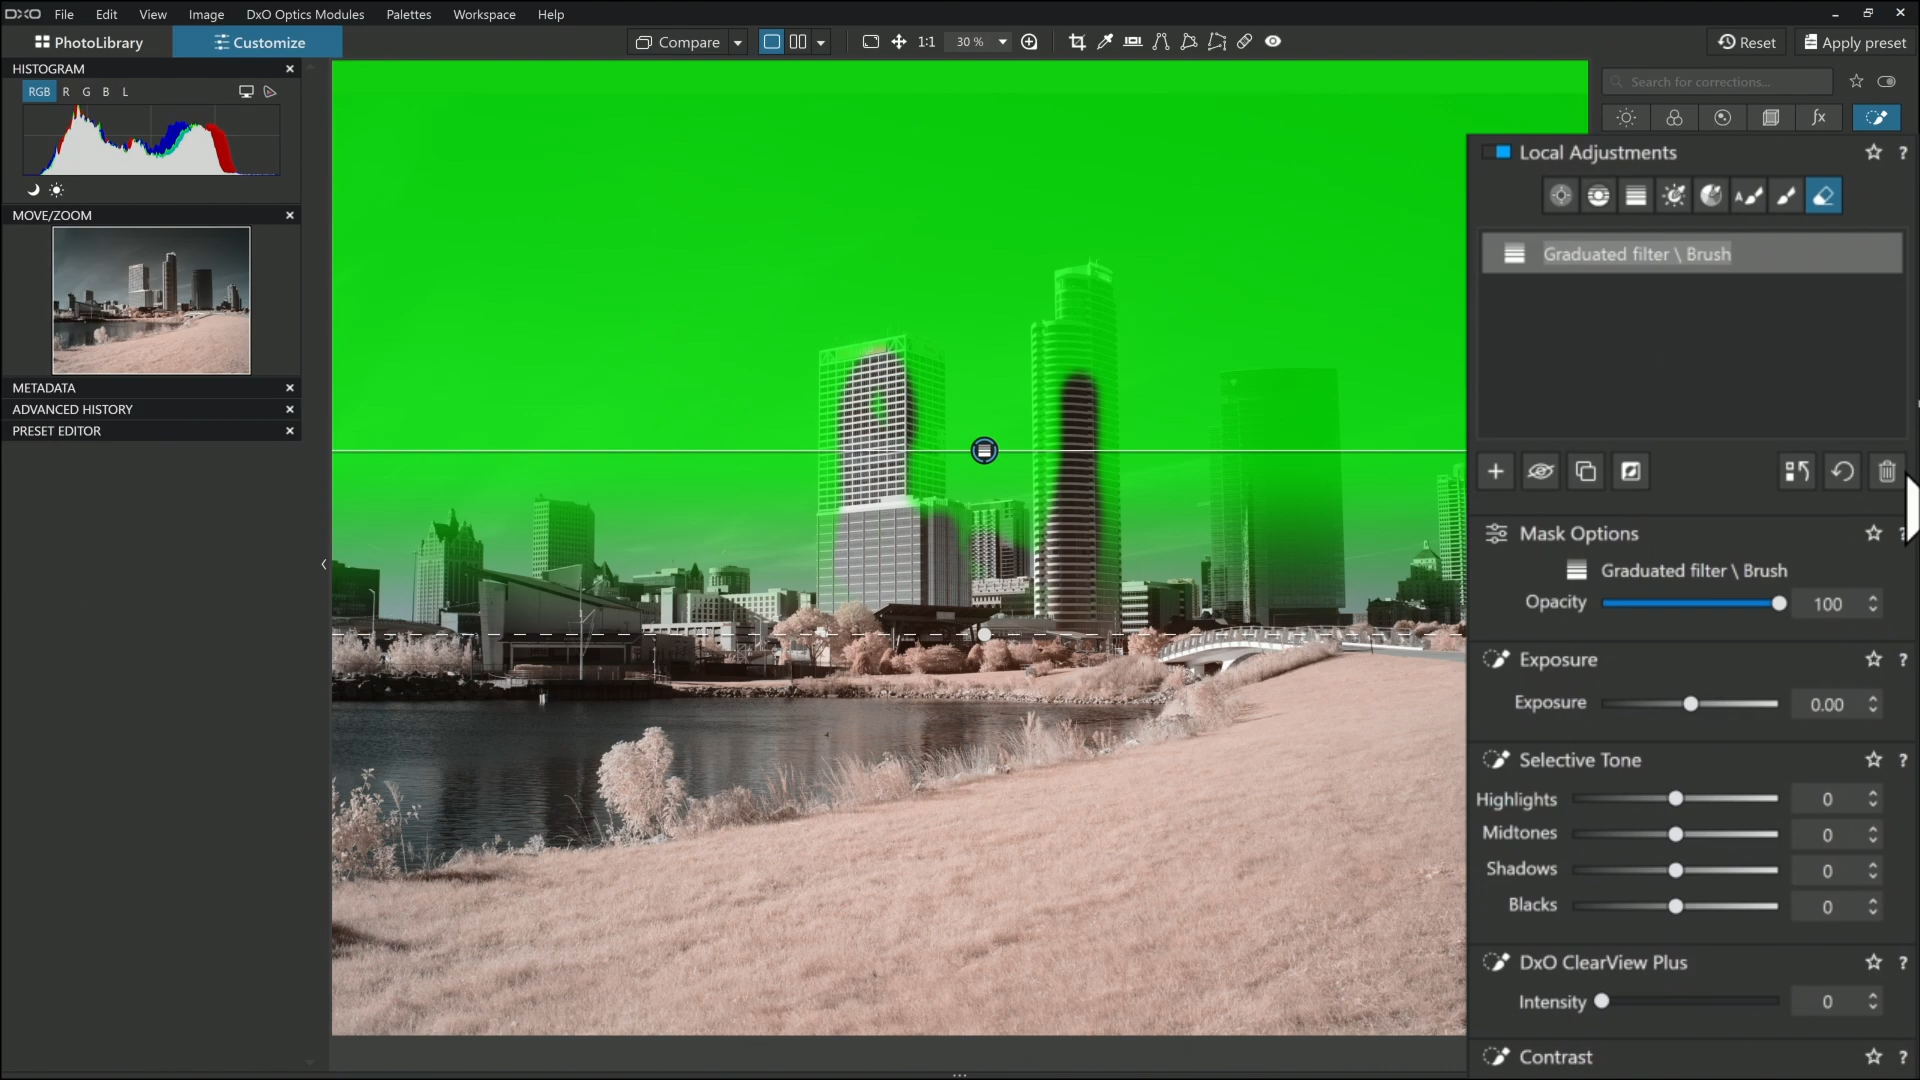 DXO File Edit View Image DxO Optics Modules Palettes Workspace Help
PhotoLibrary Customize Compare 1:1 30 % Reset Apply preset
HISTOGRAM
RGB R G B L
MOVE/ZOOM
METADATA
ADVANCED HISTORY
PRESET EDITOR
Search for corrections...
fx
Local Adjustments ?
A
Graduated filter \ Brush
Mask Options ?
Graduated filter \ Brush
Opacity 100
Exposure ?
Exposure 0.00
Selective Tone ?
Highlights 0
Midtones 0
Shadows 0
Blacks 0
DxO ClearView Plus ?
Intensity 0
Contrast ?